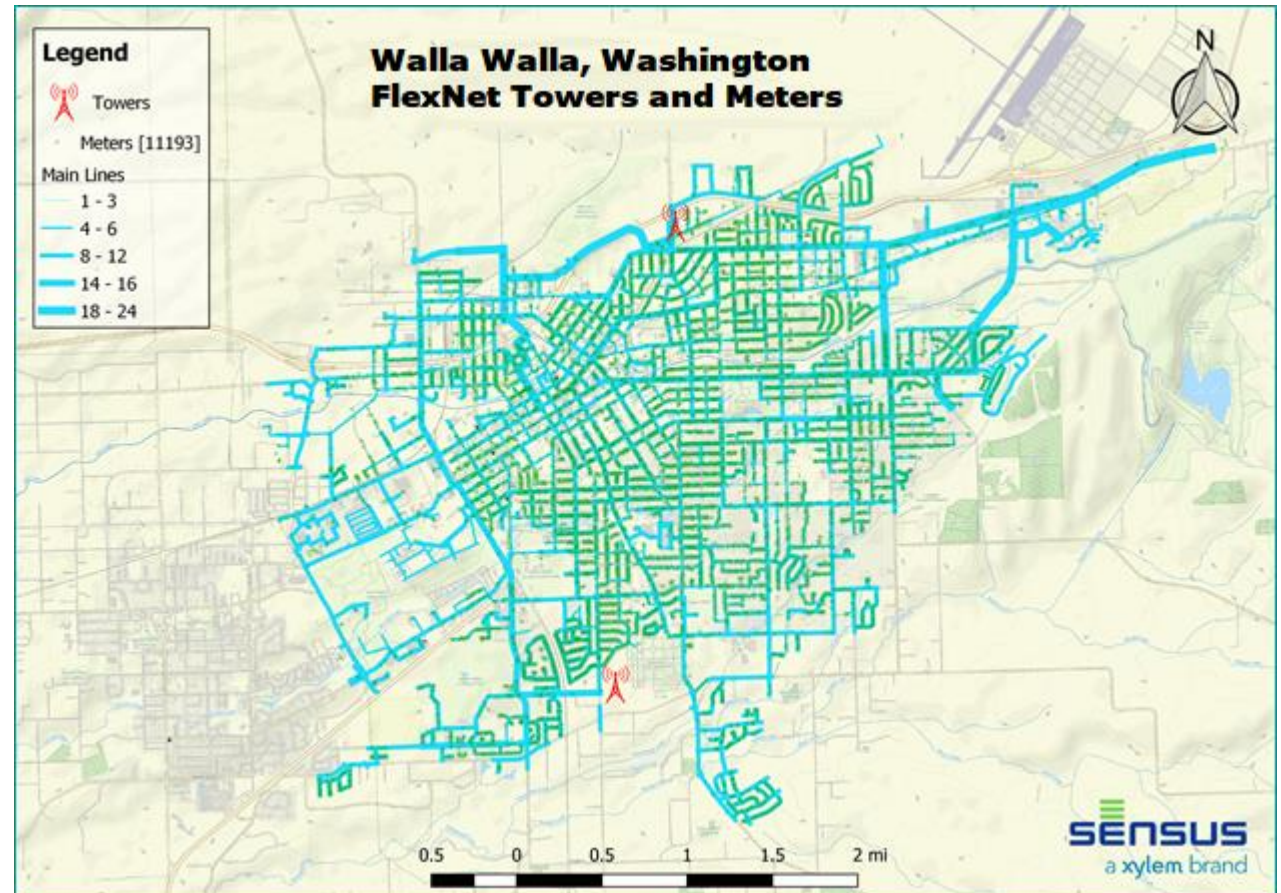 Legend
Towers
Meters [11193]
Main Lines
1 - 3
4 - 6
8 - 12
14 - 16
18 - 24
Walla Walla, Washington
FlexNet Towers and Meters
N
0.5 0 0.5 1 1.5 2 mi
SENSUS
a xylem brand